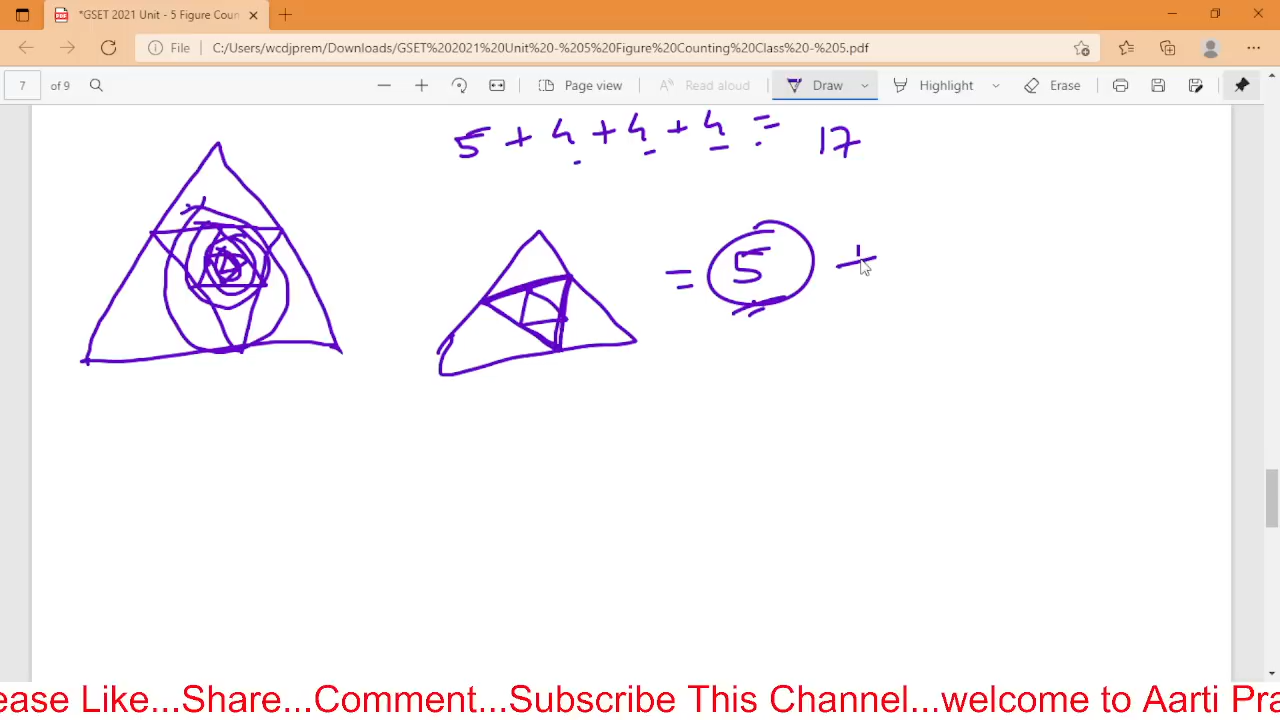 *GSET 2021 Unit - 5 Figure Coun
File C:/Users/wcdjprem/Downloads/GSET%202021%20Unit%20-%205%20Figure%20Counting%20Class%20-%205.pdf
7 of 9 Page view Read aloud Draw Highlight Erase
5 + 4 + 4 + 4 = 17
= 5 +
ease Like...Share...Comment...Subscribe This Channel...welcome to Aarti Pra